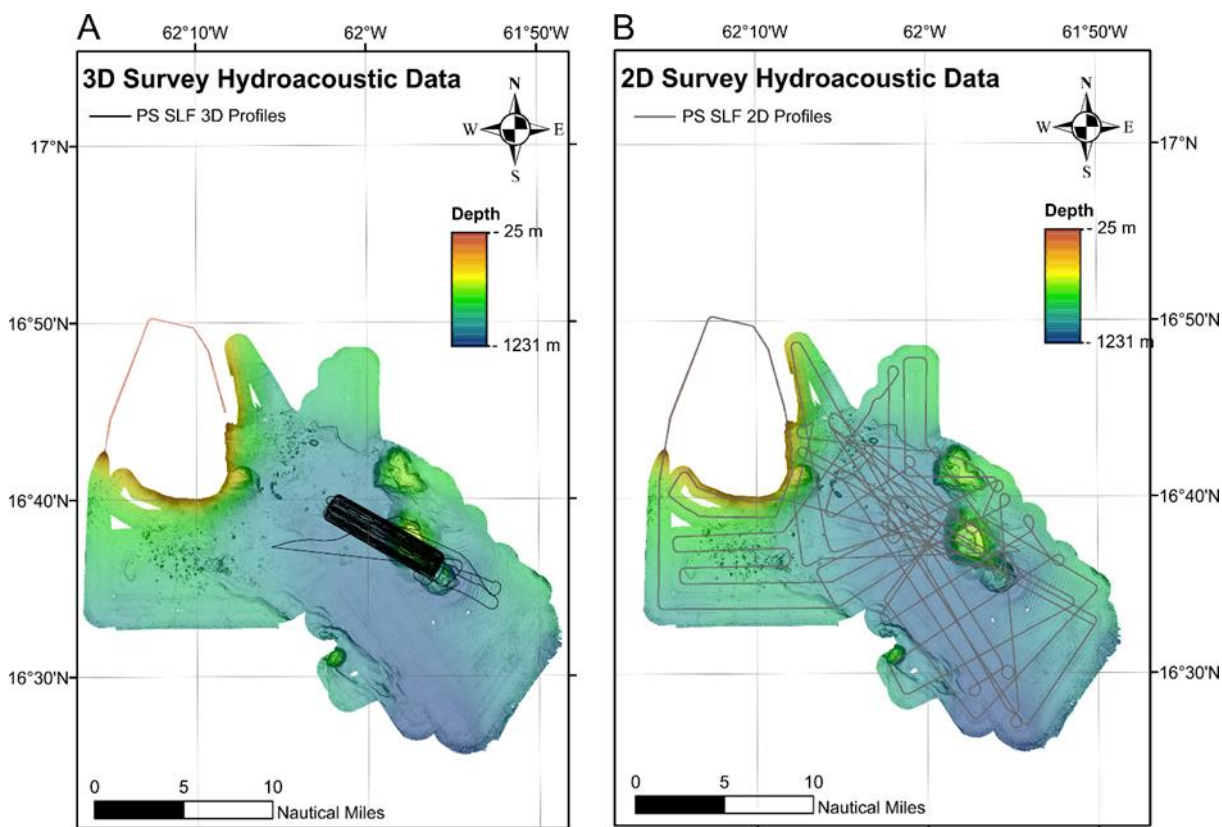 A
62°10'W 62°0'W 61°50'W
3D Survey Hydroacoustic Data
PS SLF 3D Profiles
N
W E
S
17°N
Depth
25 m
1231 m
16°50'N
16°40'N
16°30'N
0 5 10
Nautical Miles
B
62°10'W 62°0'W 61°50'W
2D Survey Hydroacoustic Data
PS SLF 2D Profiles
N
W E
S
17°N
Depth
25 m
1231 m
16°50'N
16°40'N
16°30'N
0 5 10
Nautical Miles